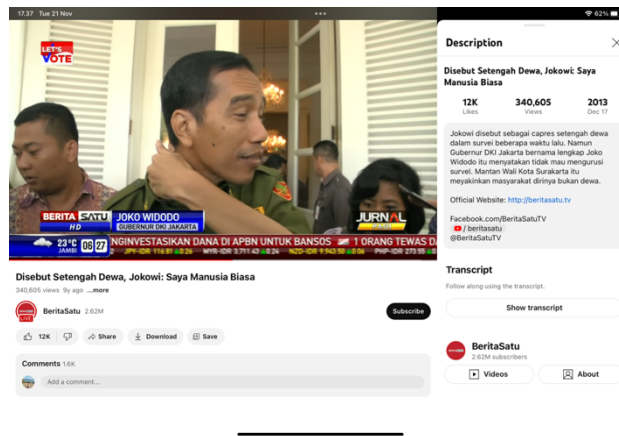 17.37 Tue 21 Nov
62%
LET'S
VOTE
BERITA SATU
HD
JOKO WIDODO
GUBERNUR DKI JAKARTA
JURNAL
23°C
JAMBI
06 27
NGINVESTASIKAN DANA DI APBN UNTUK BANSOS
1 ORANG TEWAS DA
Disebut Setengah Dewa, Jokowi: Saya Manusia Biasa
340,605 views 9y ago ...more
BeritaSatu 2.62M
LIVE
Subscribe
12K
Share
Download
Save
Comments 1.6K
Add a comment...
Description
Disebut Setengah Dewa, Jokowi: Saya
Manusia Biasa
12K
Likes
340,605
Views
2013
Dec 17
Jokowi disebut sebagai capres setengah dewa
dalam survei beberapa waktu lalu. Namun
Gubernur DKI Jakarta bernama lengkap Joko
Widodo itu menyatakan tidak mau mengurusi
survel. Mantan Wali Kota Surakarta itu
meyakinkan masyarakat dirinya bukan dewa.
Official Website: http://beritasatu.tv
Facebook.com/BeritaSatuTV
/ beritasatu
@BeritaSatuTV
Transcript
Follow along using the transcript.
Show transcript
BeritaSatu
2.62M subscribers
Videos
About